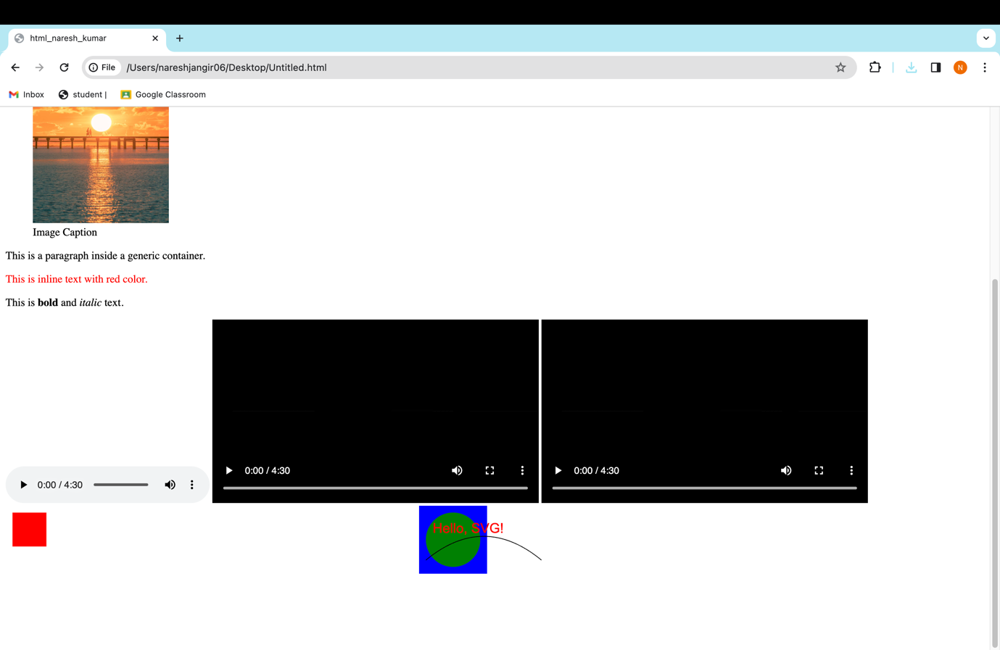 html_naresh_kumar
File /Users/nareshjangir06/Desktop/Untitled.html
N
Inbox student | Google Classroom
Image Caption
This is a paragraph inside a generic container.
This is inline text with red color.
This is bold and italic text.
0:00 / 4:30
0:00 / 4:30
0:00 / 4:30
Hello, SVG!